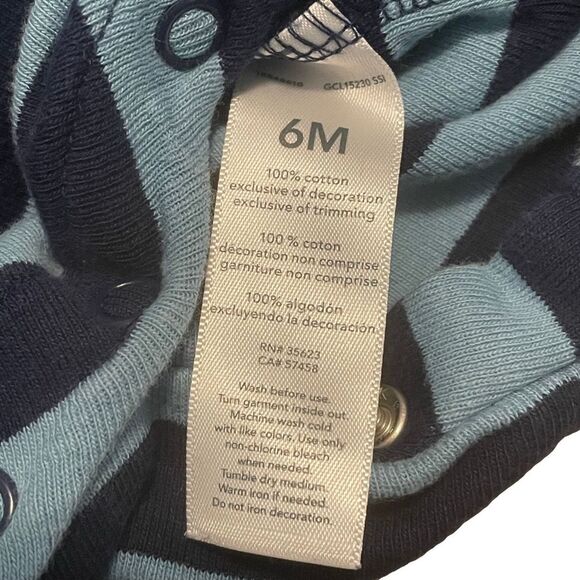 GCL15230 SSI
6M
100% cotton
exclusive of decoration
exclusive of trimming
100 % coton
décoration non comprise
garniture non comprise
100% algodón
excluyendo la decoración
RN# 35623
CA# 57458
Wash before use.
Turn garment inside out.
Machine wash cold
with like colors. Use only
non-chlorine bleach
when needed.
Tumble dry medium.
Warm iron if needed.
Do not iron decoration.